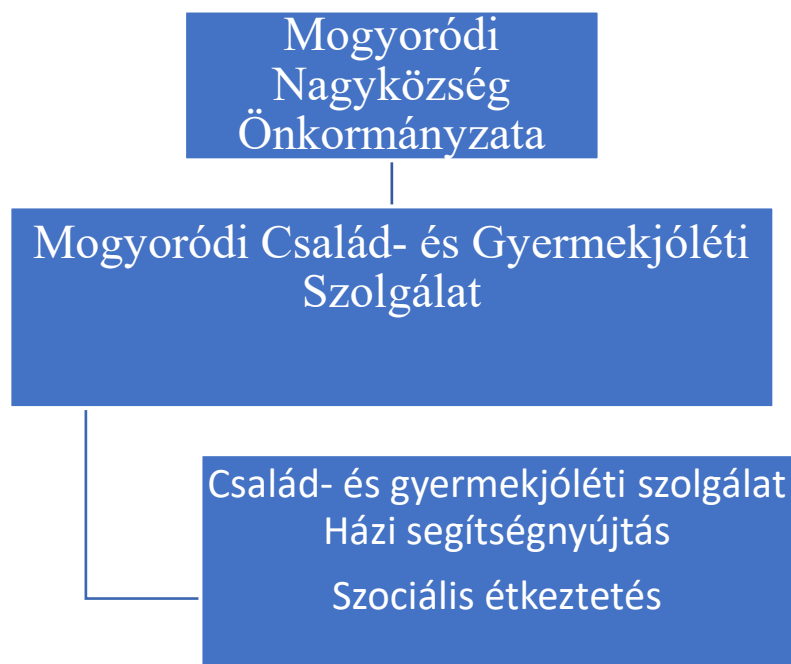 Mogyoródi
Nagyközség
Önkormányzata
Mogyoródi Család- és Gyermekjóléti
Szolgálat
Család- és gyermekjóléti szolgálat
Házi segítségnyújtás
Szociális étkeztetés